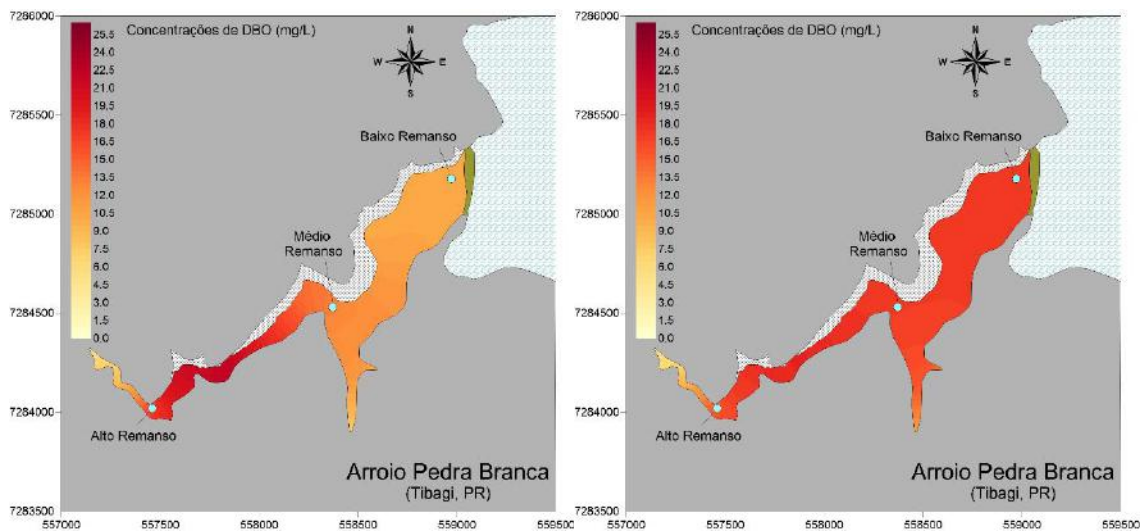 7286000
7285500
7285000
7284500
7284000
7283500
557000
557500
558000
558500
559000
559500
Concentrações de DBO (mg/L)
25.5
24.0
22.5
21.0
19.5
18.0
16.5
15.0
13.5
12.0
10.5
9.0
7.5
6.0
4.5
3.0
1.5
0.0
N
W
E
S
Baixo Remanso
Médio
Remanso
Alto Remanso
Arroio Pedra Branca
(Tibagi, PR)
7286000
7285500
7285000
7284500
7284000
7283500
557000
557500
558000
558500
559000
559500
Concentrações de DBO (mg/L)
25.5
24.0
22.5
21.0
19.5
18.0
16.5
15.0
13.5
12.0
10.5
9.0
7.5
6.0
4.5
3.0
1.5
0.0
N
W
E
S
Baixo Remanso
Médio
Remanso
Alto Remanso
Arroio Pedra Branca
(Tibagi, PR)